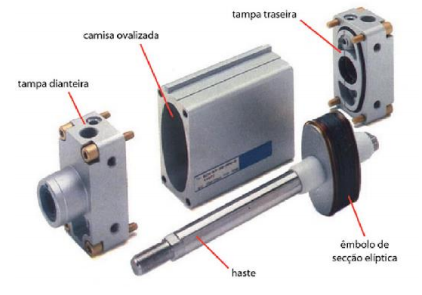 tampa traseira
camisa ovalizada
tampa dianteira
êmbolo de
secção elíptica
haste